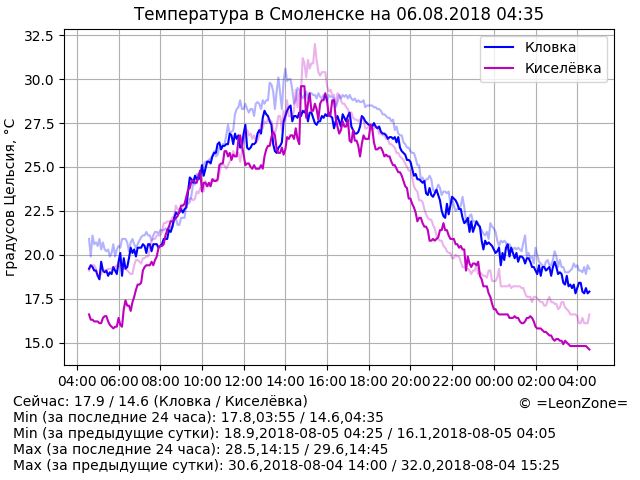 Температура в Смоленске на 06.08.2018 04:35
градусов Цельсия, °C
32.5
30.0
27.5
25.0
22.5
20.0
17.5
15.0
Кловка
Киселёвка
04:00 06:00 08:00 10:00 12:00 14:00 16:00 18:00 20:00 22:00 00:00 02:00 04:00
Сейчас: 17.9 / 14.6 (Кловка / Киселёвка)
© =LeonZone=
Min (за последние 24 часа): 17.8,03:55 / 14.6,04:35
Min (за предыдущие сутки): 18.9,2018-08-05 04:25 / 16.1,2018-08-05 04:05
Max (за последние 24 часа): 28.5,14:15 / 29.6,14:45
Max (за предыдущие сутки): 30.6,2018-08-04 14:00 / 32.0,2018-08-04 15:25